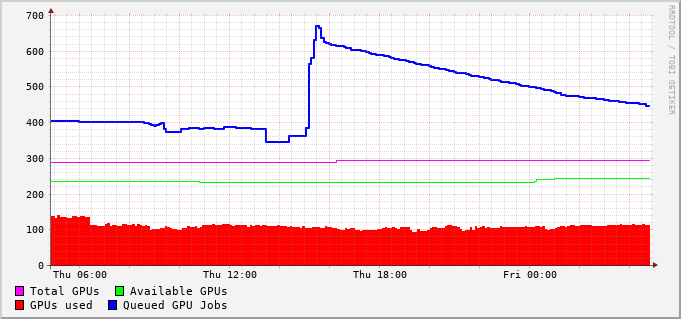 700
600
500
400
300
200
100
0
Thu 06:00 Thu 12:00 Thu 18:00 Fri 00:00
Total GPUs Available GPUs
GPUs used Queued GPU Jobs
RRDTOOL / TOBI OETIKER